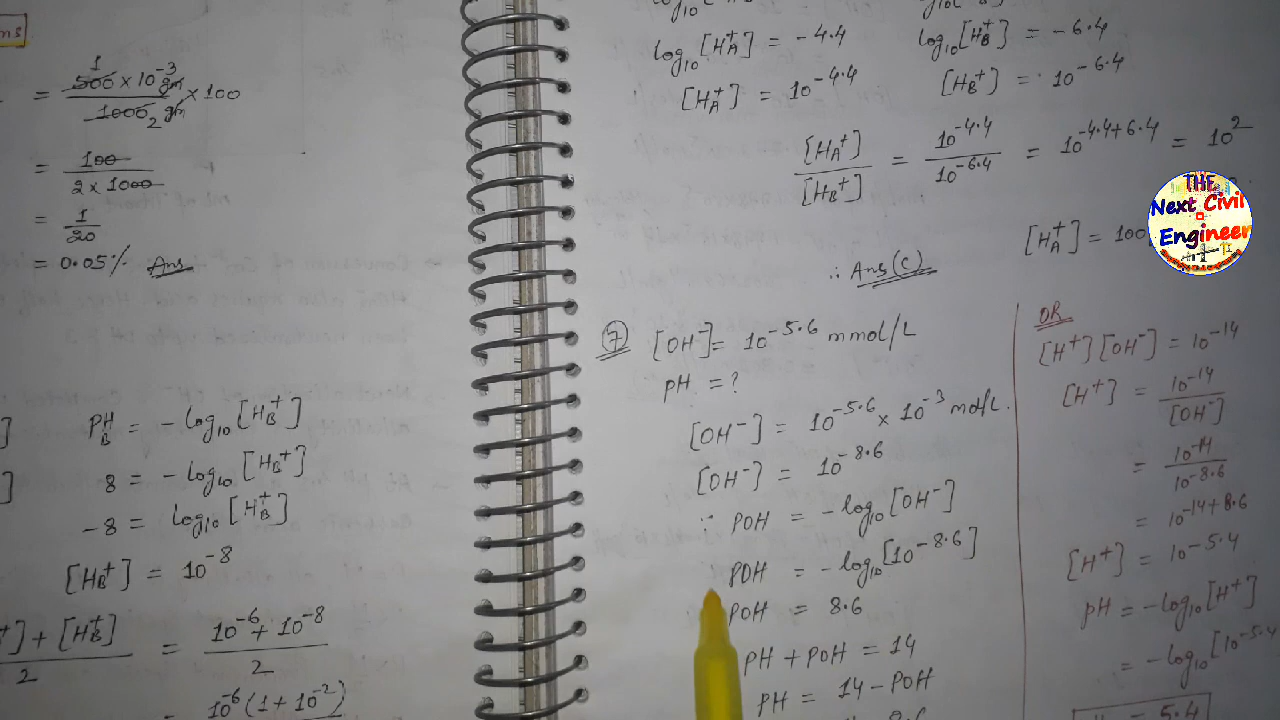 ms
= 1 500 × 10⁻³ gm / 1000 2 gm × 100
= 100 / 2 × 1000
= 1 / 20
= 0.05% Ans
PH_B = -log₁₀[H_B⁺]
8 = -log₁₀[H_B⁺]
-8 = log₁₀[H_B⁺]
[H_B⁺] = 10⁻⁸
⁺] + [H_B⁺] / 2 = 10⁻⁶ + 10⁻⁸ / 2
= 10⁻⁶(1 + 10⁻²)
log₁₀[H_A⁺] = -4.4
log₁₀[H_B⁺] = -6.4
[H_A⁺] = 10^-4.4
[H_B⁺] = 10^-6.4
[H_A⁺] / [H_B⁺] = 10^-4.4 / 10^-6.4 = 10^-4.4+6.4 = 10²
[H_A⁺] = 100
∴ Ans (C)
THE
Next Civil
Engineer
⑦ [OH⁻] = 10^-5.6 mmol/L
PH = ?
[OH⁻] = 10^-5.6 × 10⁻³ mol/L.
[OH⁻] = 10^-8.6
∵ POH = -log₁₀[OH⁻]
POH = -log₁₀[10^-8.6]
POH = 8.6
PH + POH = 14
PH = 14 - POH
OR
[H⁺][OH⁻] = 10⁻¹⁴
[H⁺] = 10⁻¹⁴ / [OH⁻]
= 10⁻¹⁴ / 10^-8.6
= 10^-14+8.6
[H⁺] = 10^-5.4
PH = -log₁₀[H⁺]
= -log₁₀[10^-5.4
= 5.4